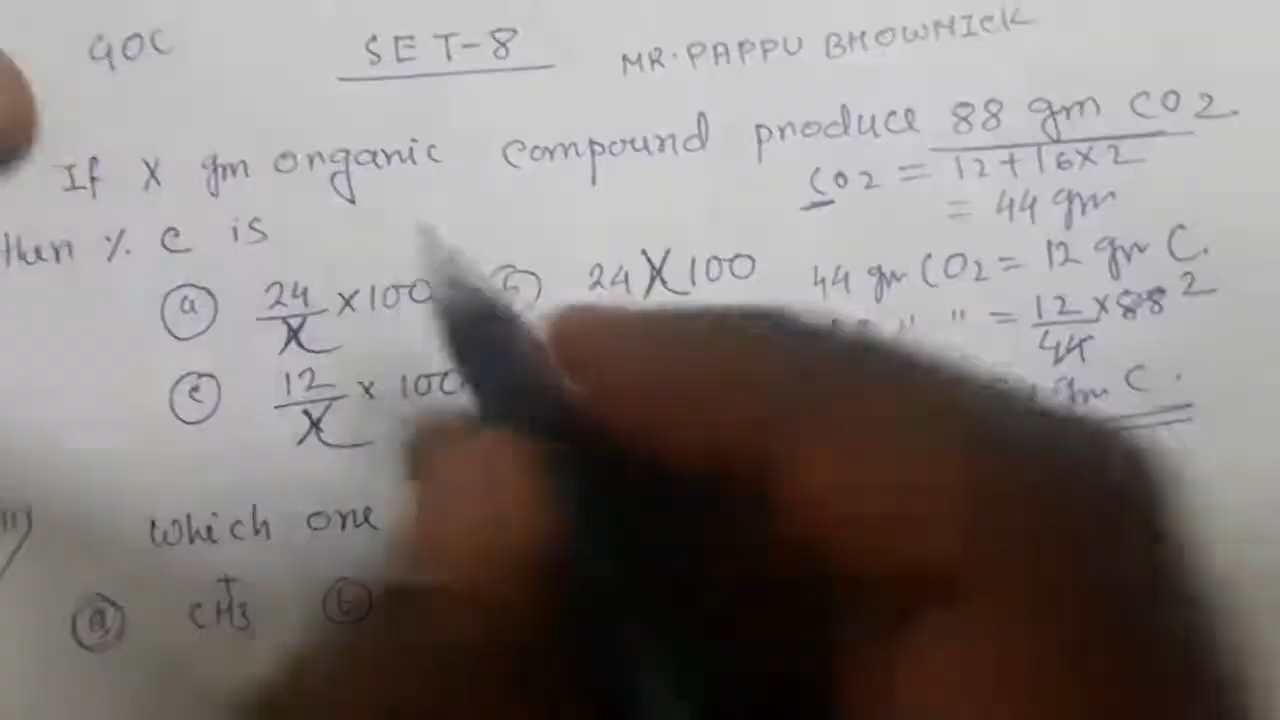 GOC SET-8 MR. PAPPU BHOWMICK
If X gm organic compound produce 88 gm CO2
then % C is
CO2 = 12+16×2
= 44 gm
44 gm CO2 = 12 gm C.
" " = 12/44 × 88 2
gm C.
(a) 24/X ×100 (b) 24 X 100
(c) 12/X × 100
Which one
(a) CH3+ (b)